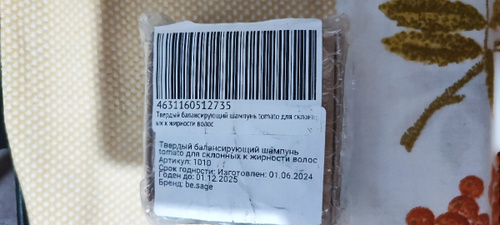 4631160512735
Твердый балансирующий шампунь tomato для склонн
ых к жирности волос
Твердый балансирующий шампунь
tomato для склонных к жирности волос
Артикул: 1010
Срок годности: Изготовлен: 01.06.2024
Годен до: 01.12.2025
Бренд: be.sage